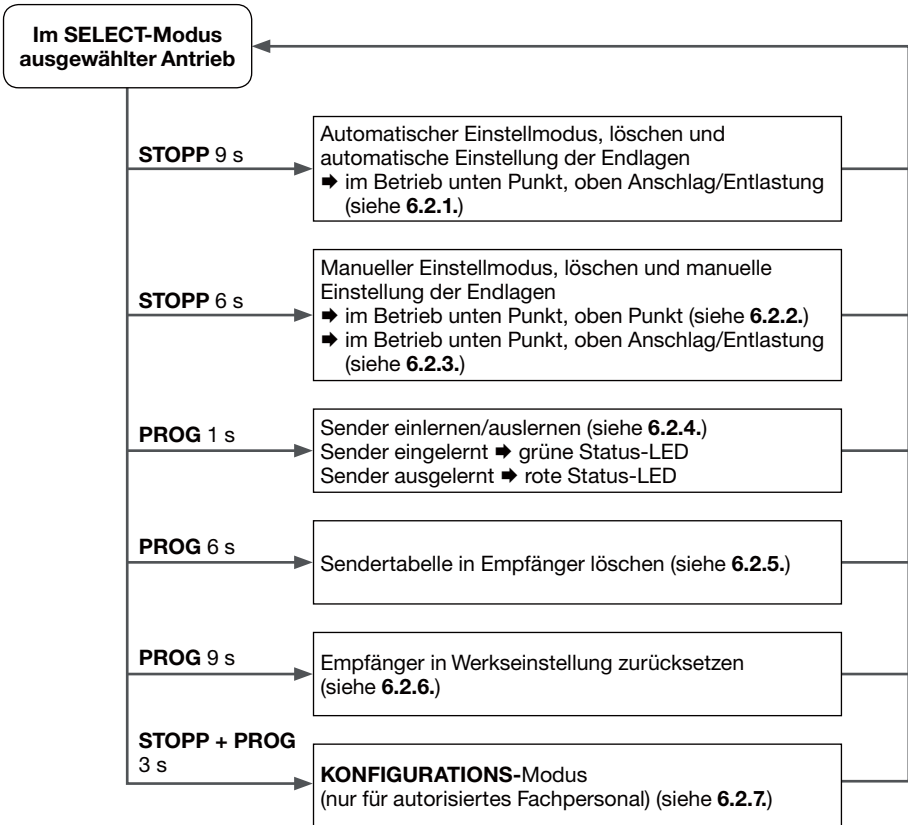 Im SELECT-Modus
ausgewählter Antrieb
STOPP 9 s
Automatischer Einstellmodus, löschen und
automatische Einstellung der Endlagen
➡ im Betrieb unten Punkt, oben Anschlag/Entlastung
(siehe 6.2.1.)
STOPP 6 s
Manueller Einstellmodus, löschen und manuelle
Einstellung der Endlagen
➡ im Betrieb unten Punkt, oben Punkt (siehe 6.2.2.)
➡ im Betrieb unten Punkt, oben Anschlag/Entlastung
(siehe 6.2.3.)
PROG 1 s
Sender einlernen/auslernen (siehe 6.2.4.)
Sender eingelernt ➡ grüne Status-LED
Sender ausgelernt ➡ rote Status-LED
PROG 6 s
Sendertabelle in Empfänger löschen (siehe 6.2.5.)
PROG 9 s
Empfänger in Werkseinstellung zurücksetzen
(siehe 6.2.6.)
STOPP + PROG
3 s
KONFIGURATIONS-Modus
(nur für autorisiertes Fachpersonal) (siehe 6.2.7.)